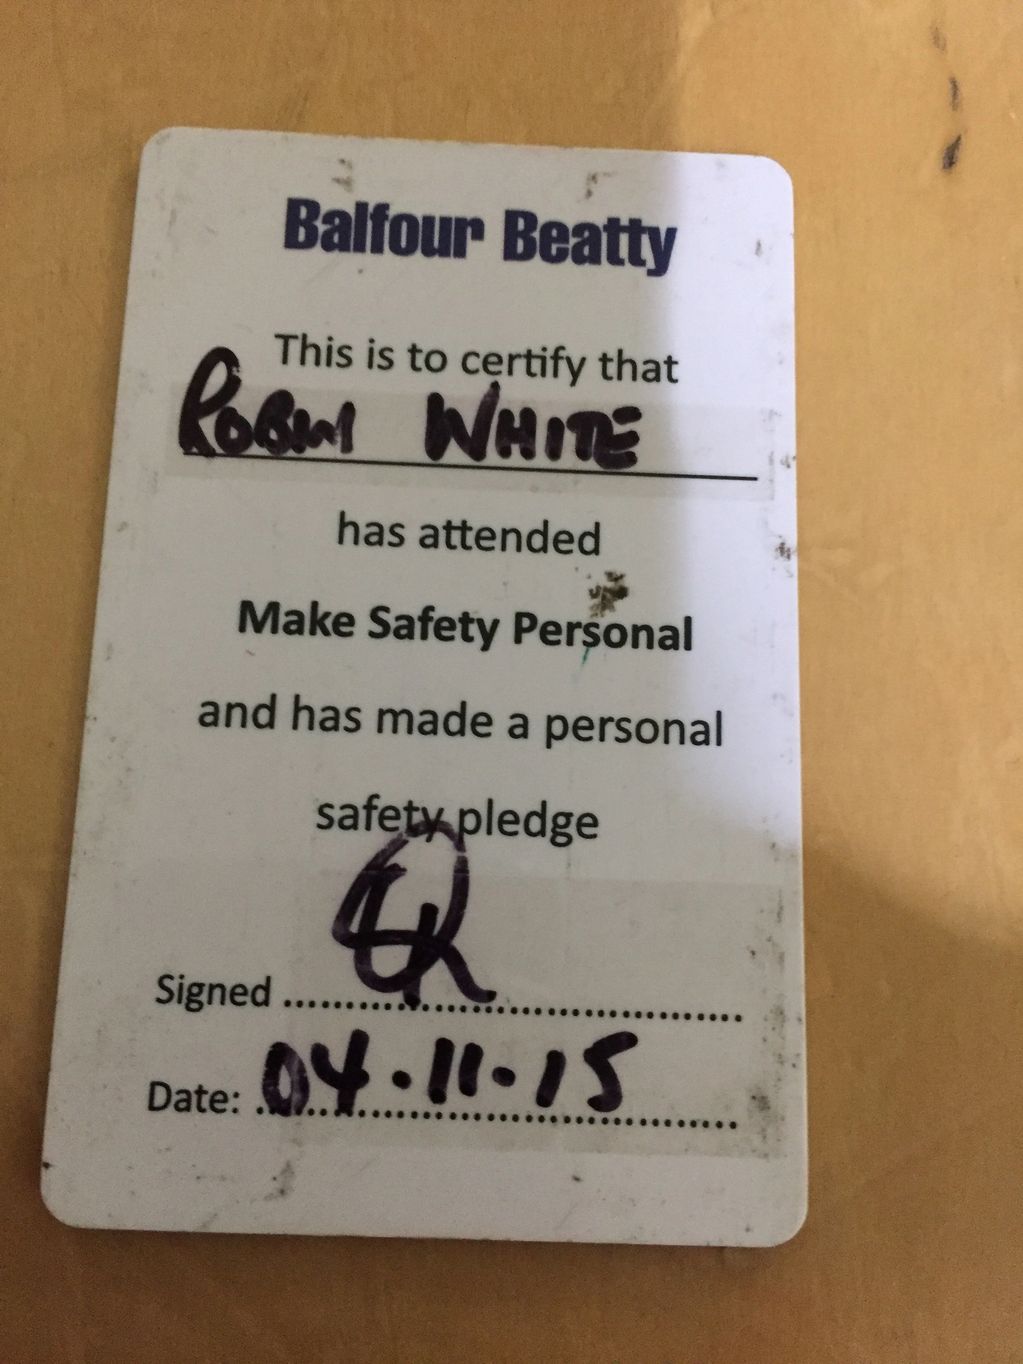 Balfour Beatty
This is to certify that
ROBIN WHITE
has attended
Make Safety Personal
and has made a personal
safety pledge
Signed ........................................
Date: 04.11.15